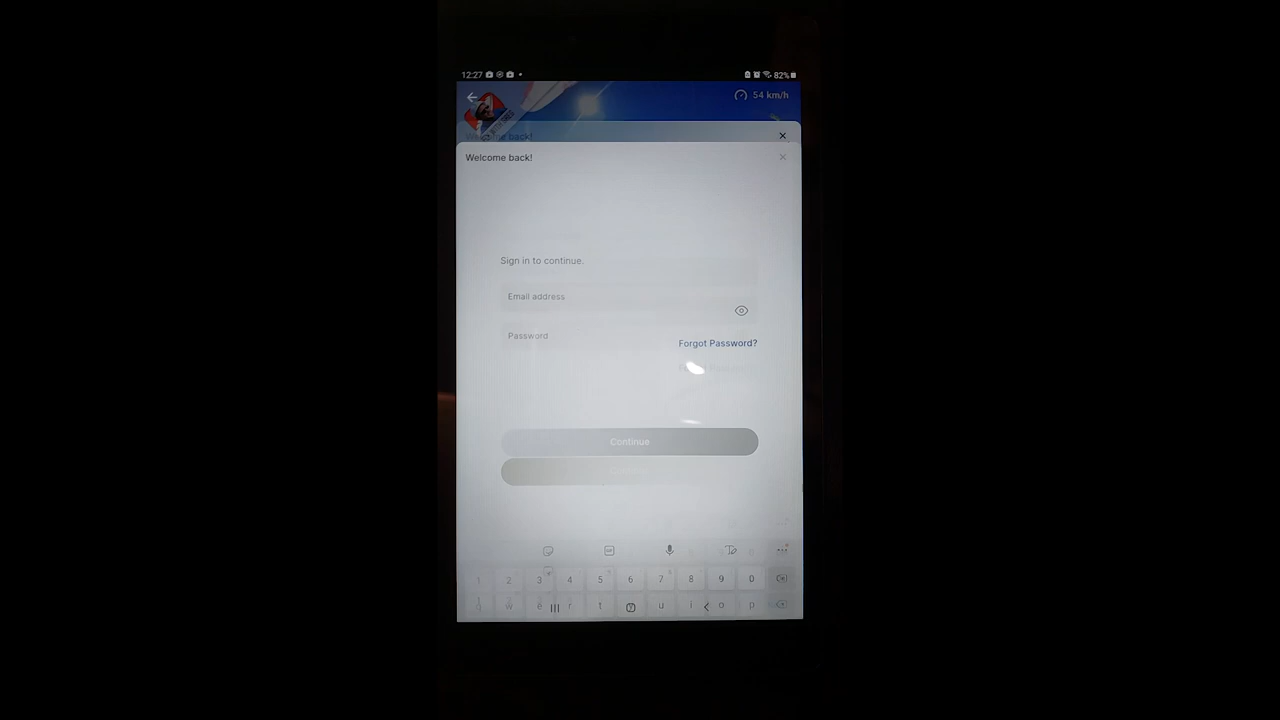 12:27
82%
54 km/h
Welcome back!
Welcome back!
Sign in to continue.
Email address
Password
Forgot Password?
Continue
1 2 3 4 5 6 7 8 9 0
q w e r t u i o p